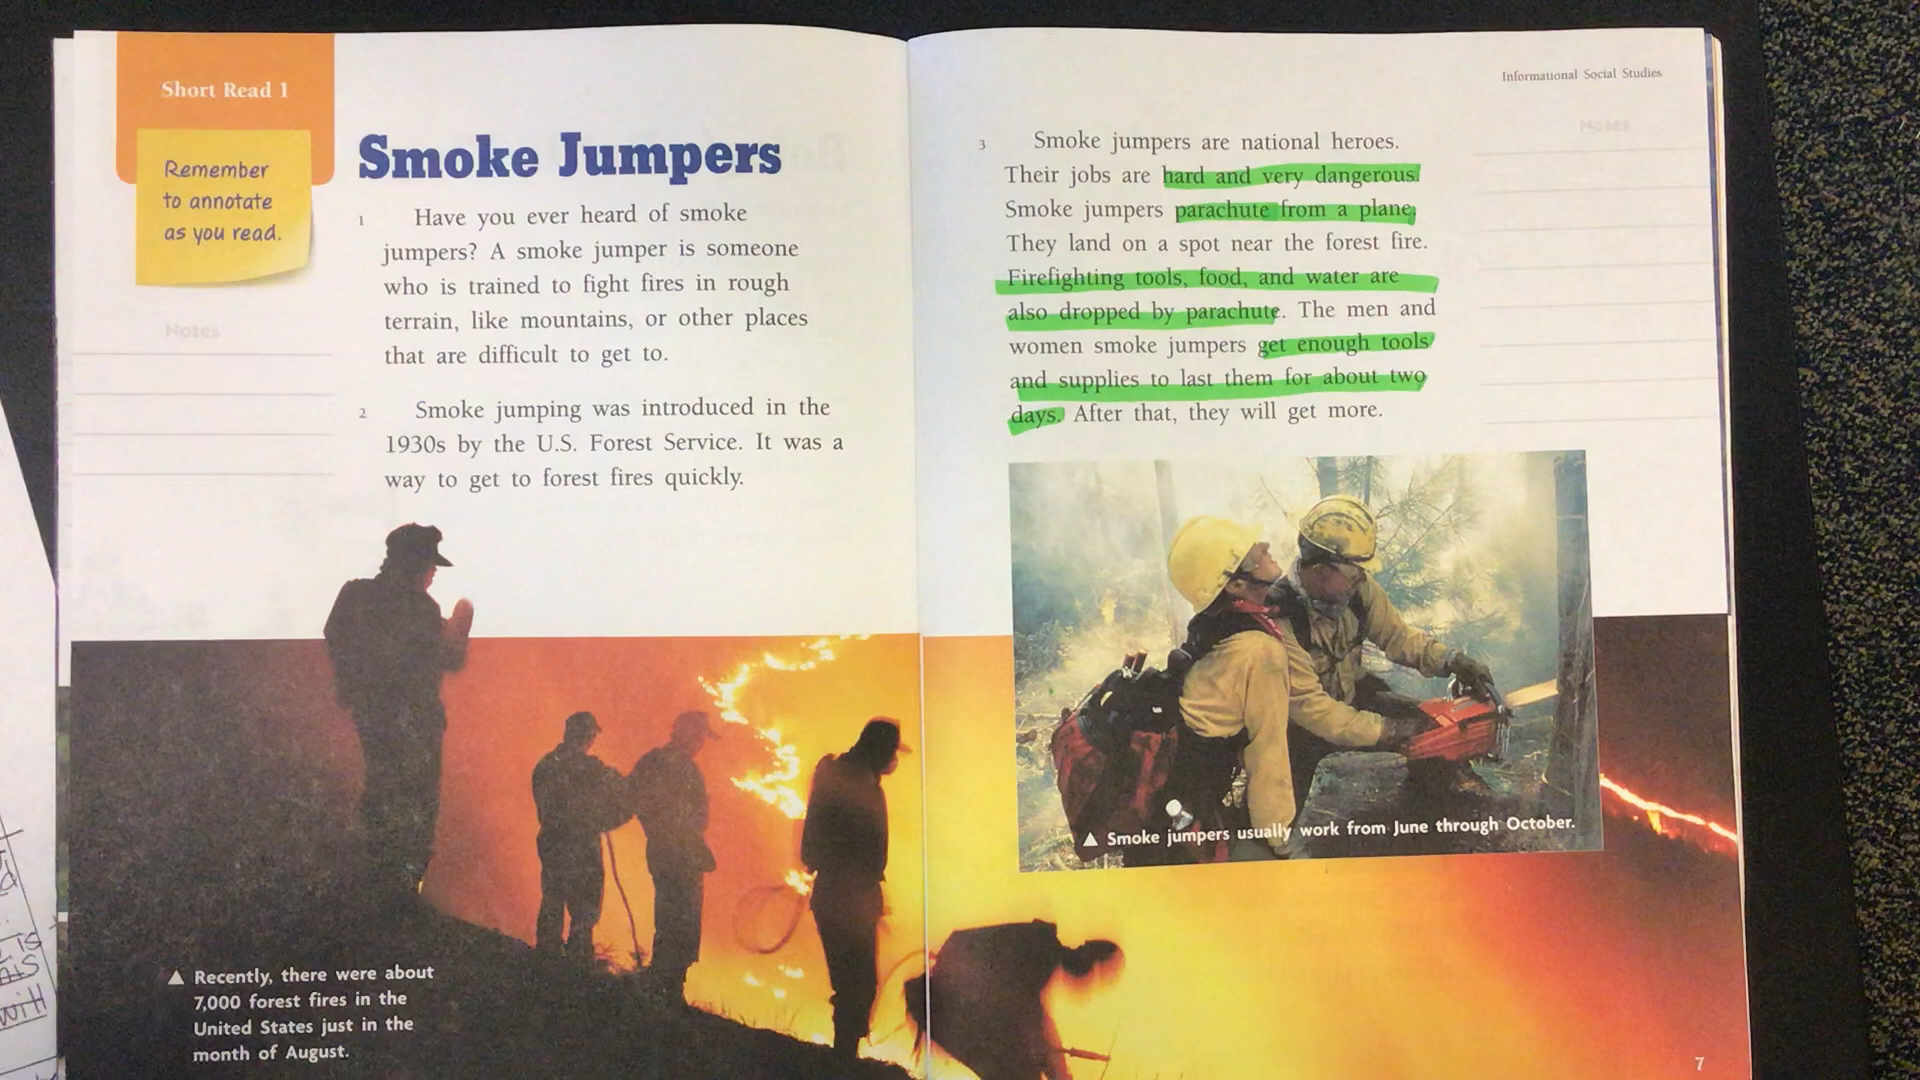 Short Read 1
Remember
to annotate
as you read.
Notes
Smoke Jumpers
1 Have you ever heard of smoke
jumpers? A smoke jumper is someone
who is trained to fight fires in rough
terrain, like mountains, or other places
that are difficult to get to.
2 Smoke jumping was introduced in the
1930s by the U.S. Forest Service. It was a
way to get to forest fires quickly.
▲ Recently, there were about
7,000 forest fires in the
United States just in the
month of August.
Informational Social Studies
Notes
3 Smoke jumpers are national heroes.
Their jobs are hard and very dangerous.
Smoke jumpers parachute from a plane.
They land on a spot near the forest fire.
Firefighting tools, food, and water are
also dropped by parachute. The men and
women smoke jumpers get enough tools
and supplies to last them for about two
days. After that, they will get more.
▲ Smoke jumpers usually work from June through October.
7